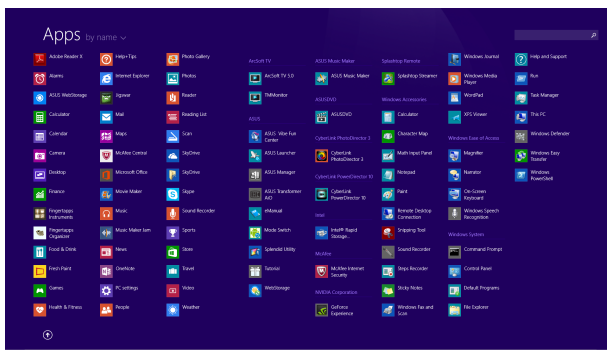 Apps by name
Adobe Reader X
Alarms
ASUS WebStorage
Calculator
Calendar
Camera
Desktop
Finance
Fingertapps
Instruments
Fingertapps
Organizer
Food & Drink
Fresh Paint
Games
Health & Fitness
Help+Tips
Internet Explorer
Jigsaw
Mail
Maps
McAfee Central
Microsoft Office
Movie Maker
Music
Music Maker Jam
News
OneNote
PC settings
People
Photo Gallery
Photos
Reader
Reading List
Scan
SkyDrive
SkyDrive
Skype
Sound Recorder
Sports
Store
Travel
Video
Weather
ArcSoft TV
ArcSoft TV 5.0
TMMonitor
ASUS
ASUS Vibe Fun
Center
ASUS Launcher
ASUS Manager
ASUS Transformer
AiO
eManual
Mode Switch
Splendid Utility
Tutorial
WebStorage
ASUS Music Maker
ASUS Music Maker
ASUSDVD
ASUSDVD
CyberLink PhotoDirector 3
CyberLink
PhotoDirector 3
CyberLink PowerDirector 10
CyberLink
PowerDirector 10
Intel
Intel® Rapid
Storage...
McAfee
McAfee Internet
Security
NVIDIA Corporation
GeForce
Experience
Splashtop Remote
Splashtop Streamer
Windows Accessories
Calculator
Character Map
Math Input Panel
Notepad
Paint
Remote Desktop
Connection
Snipping Tool
Sound Recorder
Steps Recorder
Sticky Notes
Windows Fax and
Scan
Windows Journal
Windows Media
Player
WordPad
XPS Viewer
Windows Ease of Access
Magnifier
Narrator
On-Screen
Keyboard
Windows Speech
Recognition
Windows System
Command Prompt
Control Panel
Default Programs
File Explorer
Help and Support
Run
Task Manager
This PC
Windows Defender
Windows Easy
Transfer
Windows
PowerShell